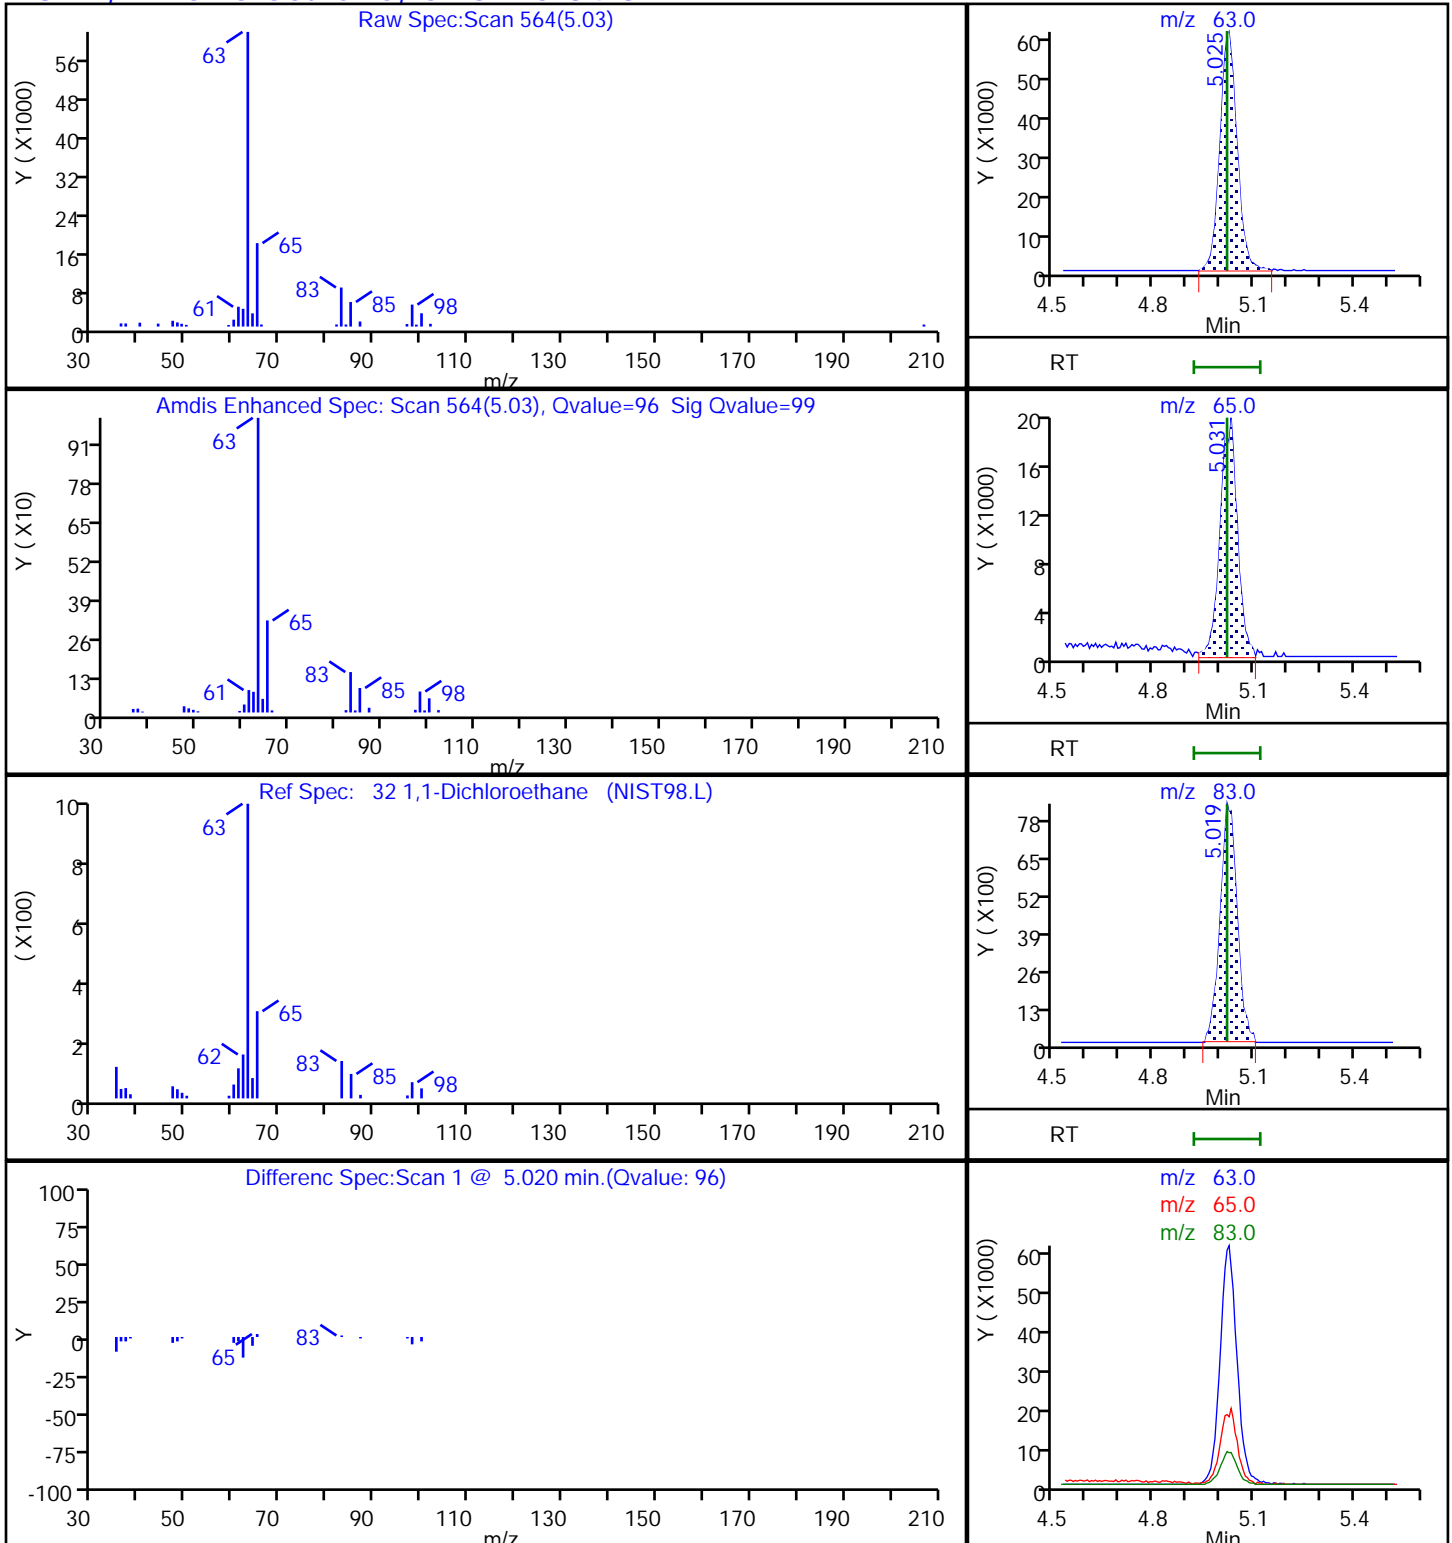 Raw Spec:Scan 564(5.03)
Y ( X1000)
56
48
40
32
24
16
8
0
63
65
61
83
85
98
30 50 70 90 110 130 150 170 190 210
m/z
m/z 63.0
Y ( X1000)
60
50
40
30
20
10
0
5.025
4.5 4.8 5.1 5.4
Min
RT
Amdis Enhanced Spec: Scan 564(5.03), Qvalue=96 Sig Qvalue=99
Y ( X10)
91
78
65
52
39
26
13
0
63
65
61
83
85
98
30 50 70 90 110 130 150 170 190 210
m/z
m/z 65.0
Y ( X1000)
20
16
12
8
4
0
5.031
4.5 4.8 5.1 5.4
Min
RT
Ref Spec: 32 1,1-Dichloroethane (NIST98.L)
( X100)
10
8
6
4
2
0
63
65
62
83
85
98
30 50 70 90 110 130 150 170 190 210
m/z 83.0
Y ( X100)
78
65
52
39
26
13
0
5.019
4.5 4.8 5.1 5.4
Min
RT
Differenc Spec:Scan 1 @ 5.020 min.(Qvalue: 96)
Y
100
75
50
25
0
-25
-50
-75
-100
65
83
30 50 70 90 110 130 150 170 190 210
m/z
m/z 63.0
m/z 65.0
m/z 83.0
Y ( X1000)
60
50
40
30
20
10
0
4.5 4.8 5.1 5.4
Min